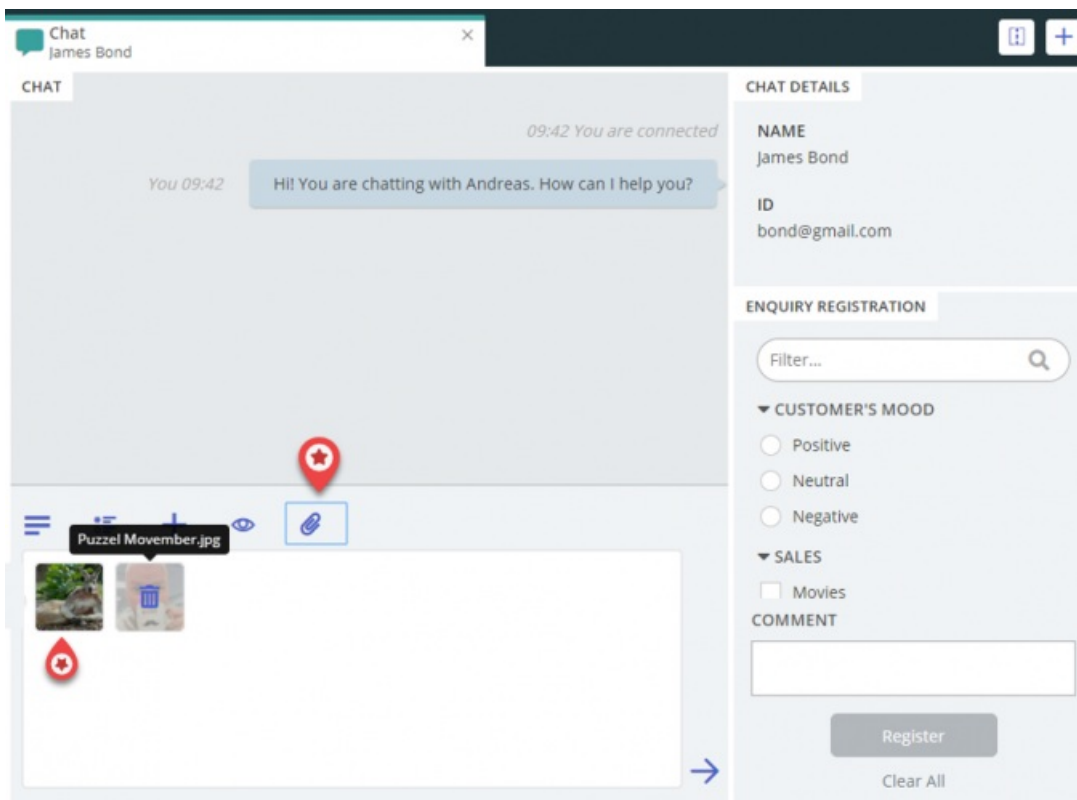 Chat
James Bond
CHAT
09:42 You are connected
You 09:42
Hi! You are chatting with Andreas. How can I help you?
Puzzel Movember.jpg
CHAT DETAILS
NAME
James Bond
ID
bond@gmail.com
ENQUIRY REGISTRATION
Filter...
CUSTOMER'S MOOD
Positive
Neutral
Negative
SALES
Movies
COMMENT
Register
Clear All